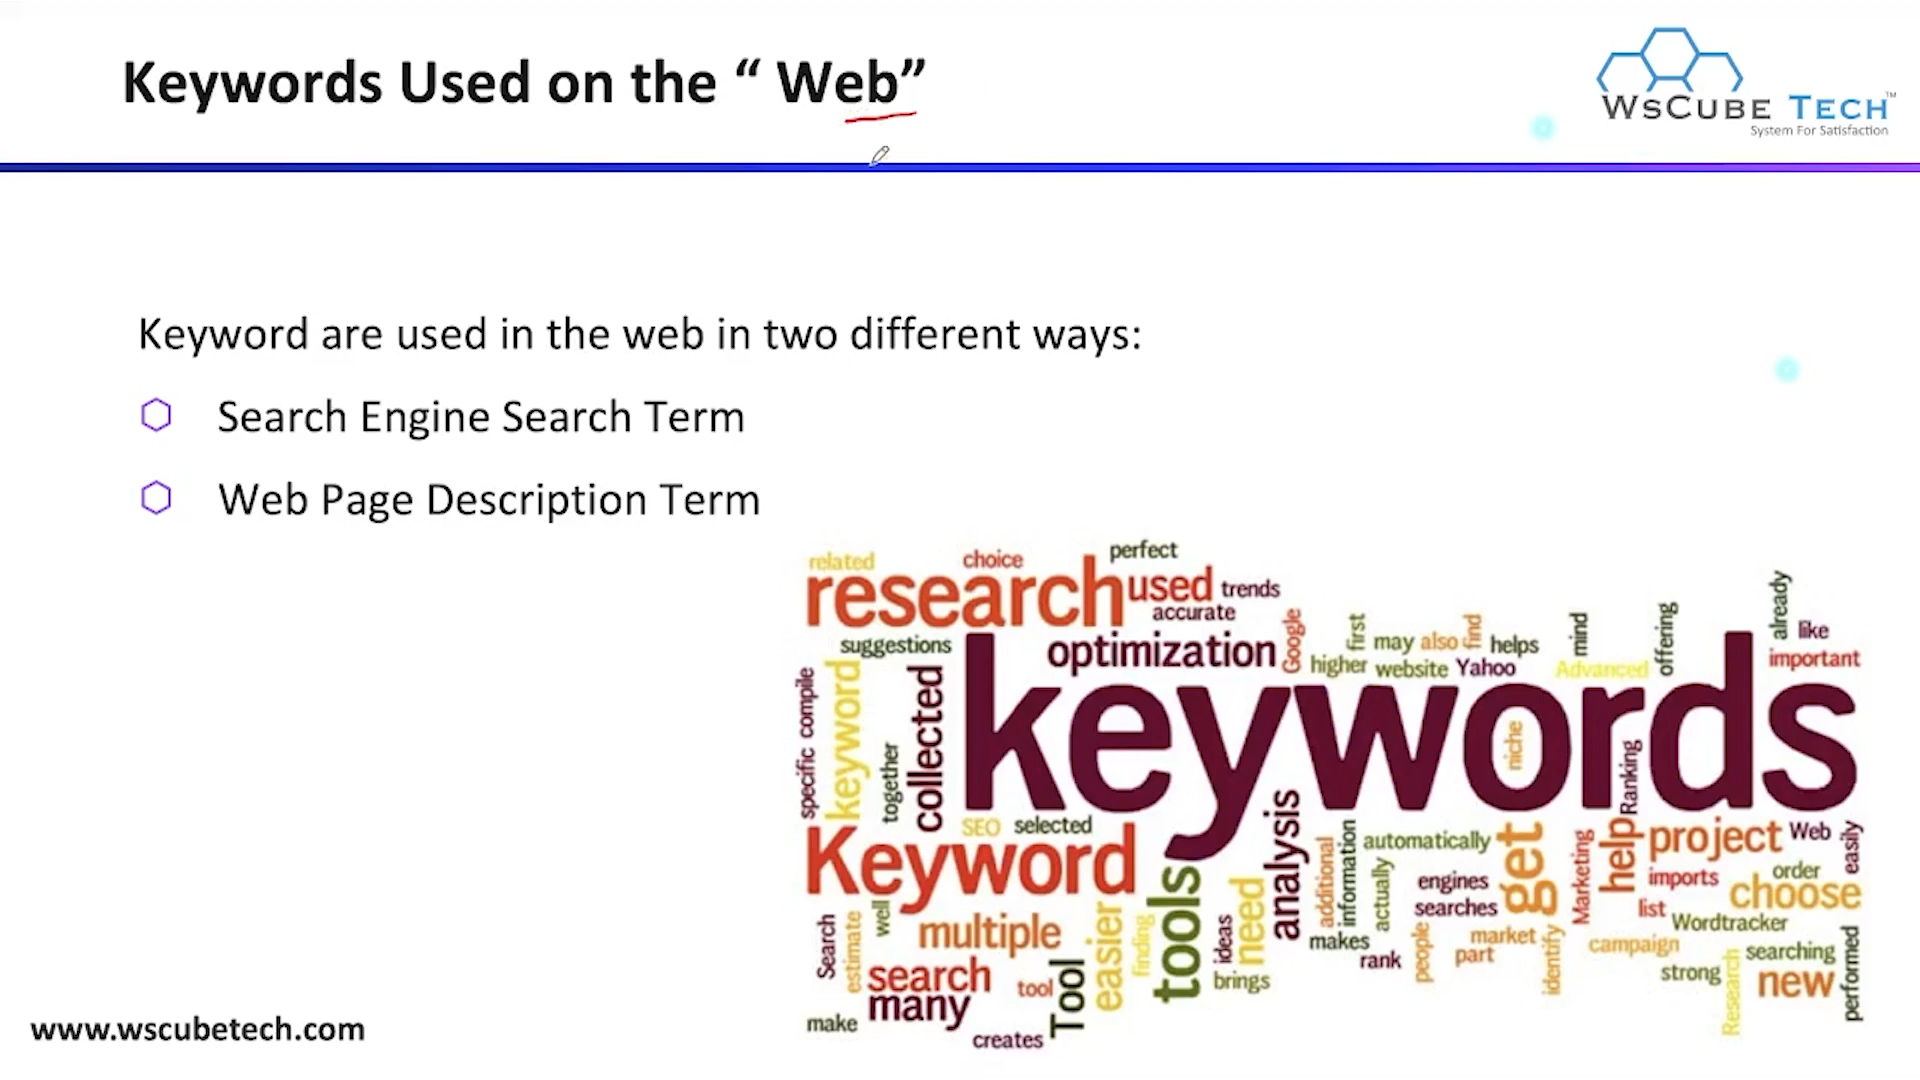 Keywords Used on the “ Web”
WsCube Tech™
System For Satisfaction
Keyword are used in the web in two different ways:
Search Engine Search Term
Web Page Description Term
related
choice
perfect
research
used
trends
accurate
suggestions
optimization
Google
first
may
also
find
helps
mind
offering
already
like
higher
website
Yahoo
Advanced
important
specific
compile
keyword
together
collected
keywords
niche
Ranking
SEO
selected
Keyword
tools
analysis
additional
information
automatically
actually
engines
searches
get
Marketing
help
project
Web
easily
imports
order
choose
list
Wordtracker
Search
estimate
well
multiple
easier
finding
ideas
need
makes
rank
people
market
part
identify
campaign
searching
strong
Research
new
performed
search
tool
Tool
brings
many
make
creates
www.wscubetech.com